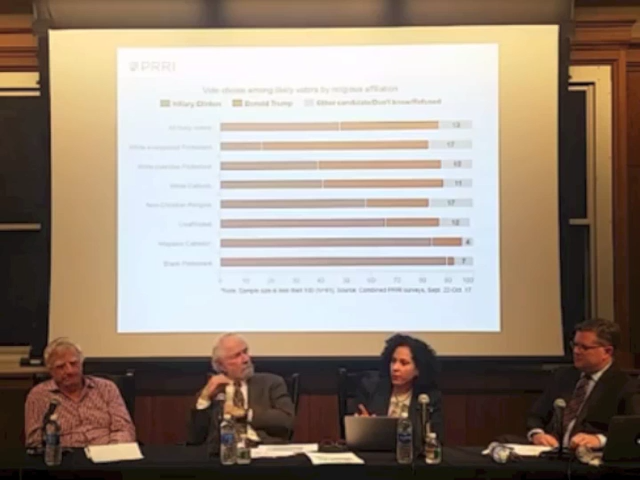 PRRI
Vote choice among likely voters by religious affiliation
Hillary Clinton Donald Trump Other candidate/Don't know/Refused
All likely voters 13
White evangelical Protestant 17
White mainline Protestant
White Catholic 11
Non-Christian Religion 17
Unaffiliated 12
Hispanic Catholic
Black Protestant 7
0 10 20 30 40 50 60 70 80 90 100